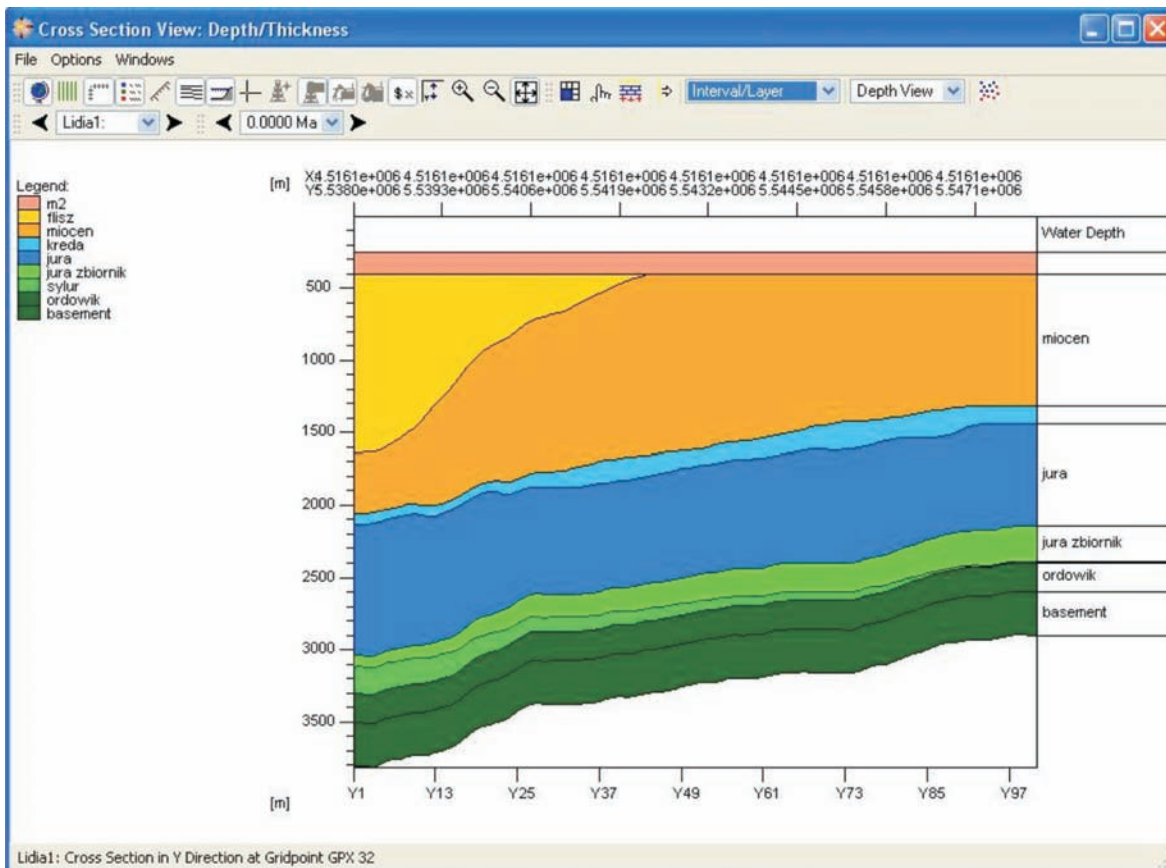 Cross Section View: Depth/Thickness
File Options Windows
$x Interval/Layer Depth View
Lidia1: 0.0000 Ma
Legend:
m2
flisz
miocen
kreda
jura
jura zbiornik
sylur
ordowik
basement
[m] X4.5161e+006 4.5161e+006 4.5161e+006 4.5161e+006 4.5161e+006 4.5161e+006 4.5161e+006 4.5161e+006
Y5.5380e+006 5.5393e+006 5.5406e+006 5.5419e+006 5.5432e+006 5.5445e+006 5.5458e+006 5.5471e+006
Water Depth
500
miocen
1000
1500
jura
2000
jura zbiornik
2500
ordowik
basement
3000
3500
[m] Y1 Y13 Y25 Y37 Y49 Y61 Y73 Y85 Y97
Lidia1: Cross Section in Y Direction at Gridpoint GPX 32